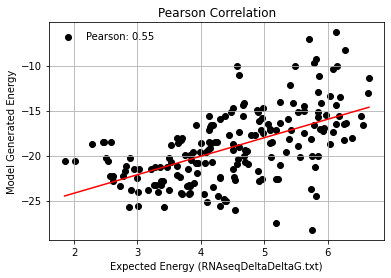 Pearson Correlation
Pearson: 0.55
Model Generated Energy
−10
−15
−20
−25
2 3 4 5 6
Expected Energy (RNAseqDeltaDeltaG.txt)